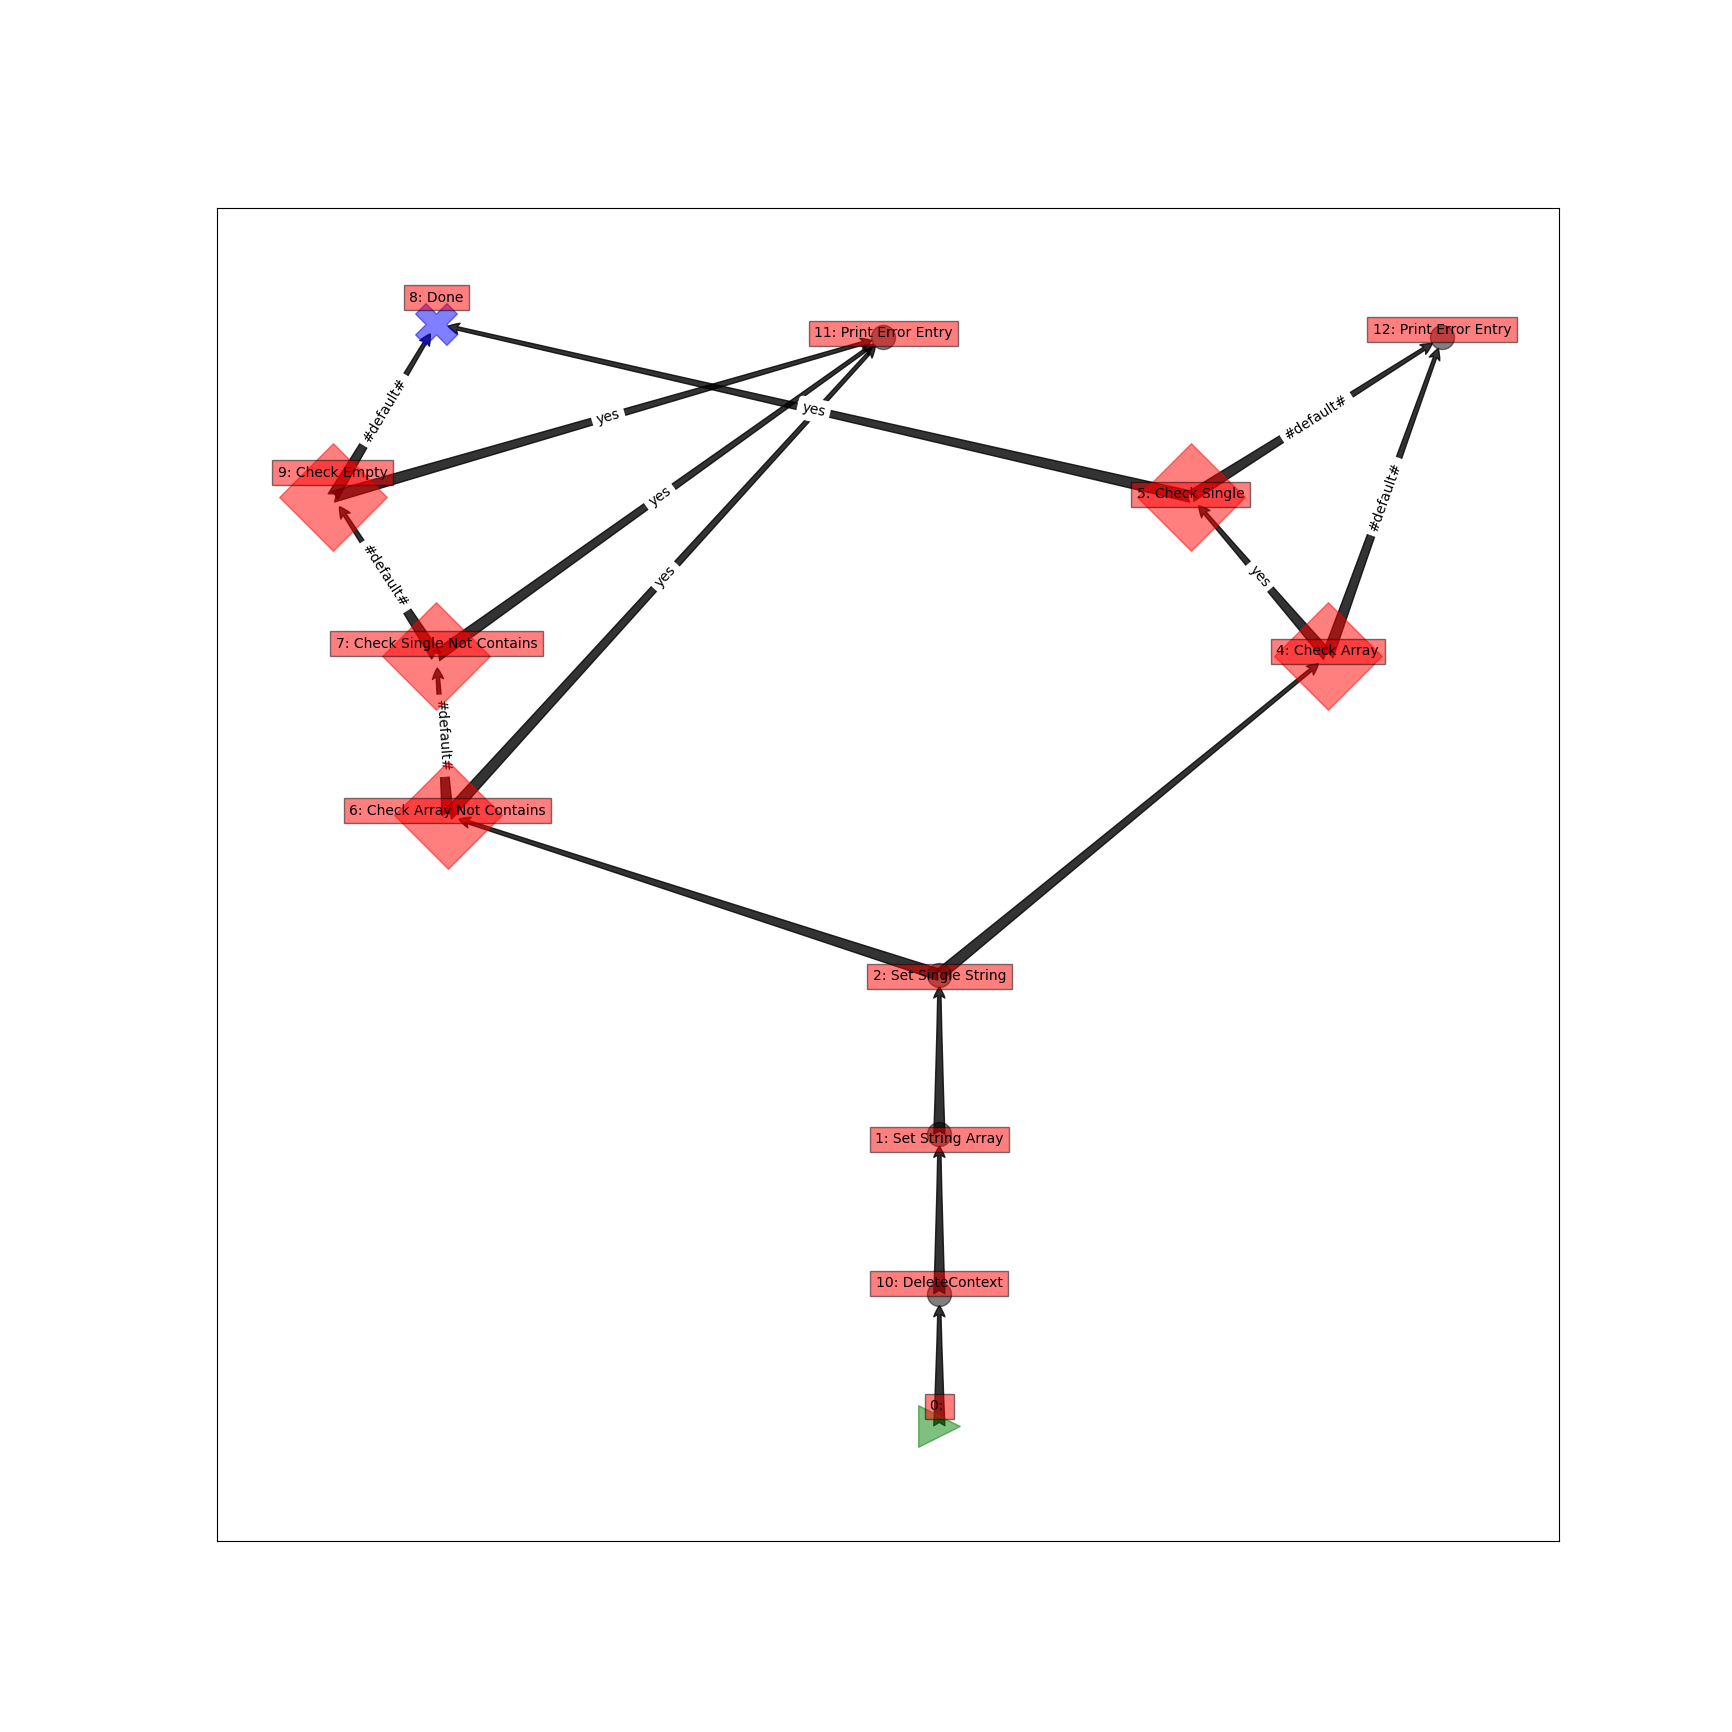 8: Done
11: Print Error Entry
12: Print Error Entry
#default#
yes
yes
#default#
9: Check Empty
5: Check Single
yes
#default#
#default#
yes
yes
7: Check Single Not Contains
4: Check Array
#default#
6: Check Array Not Contains
2: Set Single String
1: Set String Array
10: DeleteContext
0: